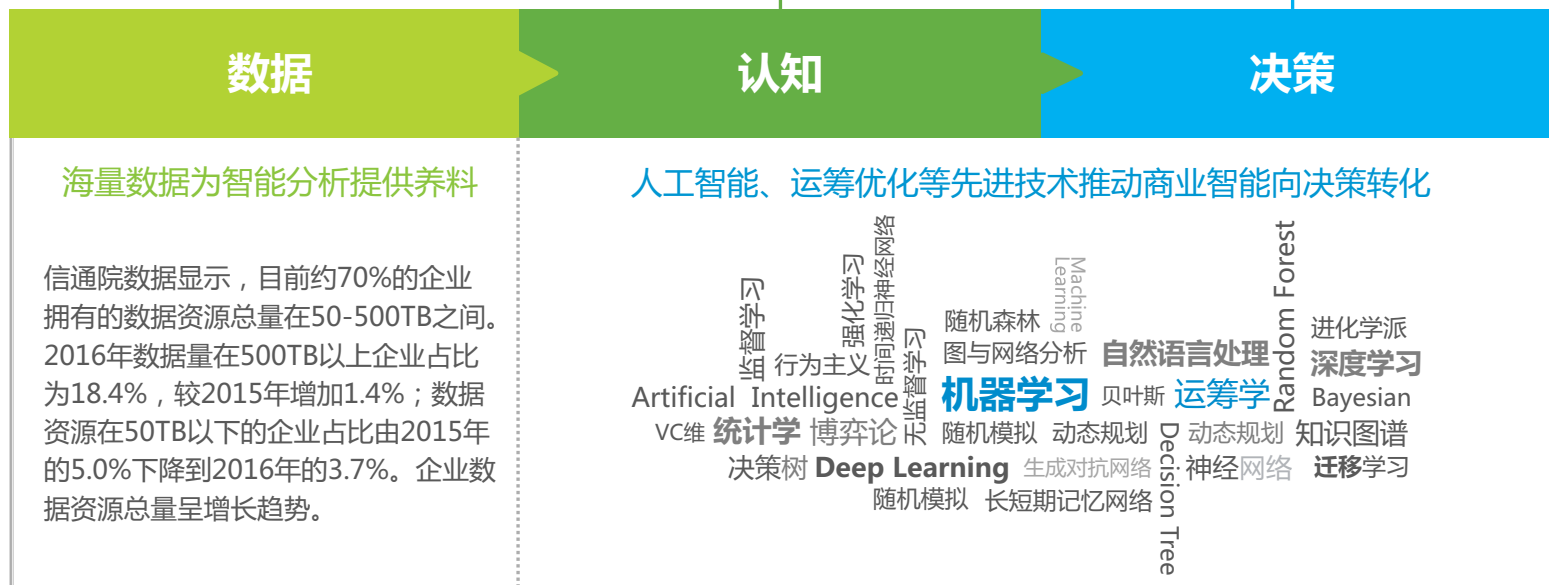 数据
认知
决策
海量数据为智能分析提供养料
信通院数据显示，目前约70%的企业
拥有的数据资源总量在50-500TB之间。
2016年数据量在500TB以上企业占比
为18.4%，较2015年增加1.4%；数据
资源在50TB以下的企业占比由2015年
的5.0%下降到2016年的3.7%。企业数
据资源总量呈增长趋势。
人工智能、运筹优化等先进技术推动商业智能向决策转化
监督学习
强化学习
时间递归神经网络
无监督学习
行为主义
Artificial Intelligence
VC维
统计学
博弈论
决策树
Deep Learning
随机模拟
随机森林
Machine
Learning
图与网络分析
自然语言处理
Random Forest
进化学派
深度学习
机器学习
贝叶斯
运筹学
Bayesian
随机模拟
动态规划
Decision Tree
动态规划
知识图谱
生成对抗网络
神经网络
迁移学习
长短期记忆网络